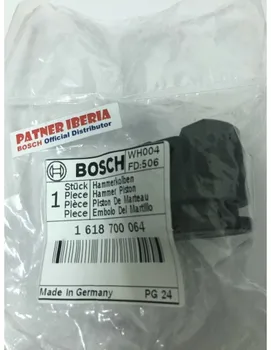 PATNER IBERIA
BOSCH Official Distributor
BOSCH
WH004
FD:506
1
Stück Hammerkolben
Piece Hammer Piston
Pièce Piston De Marteau
Piece Embolo Del Martillo
1 618 700 064
Made in Germany
PG 24